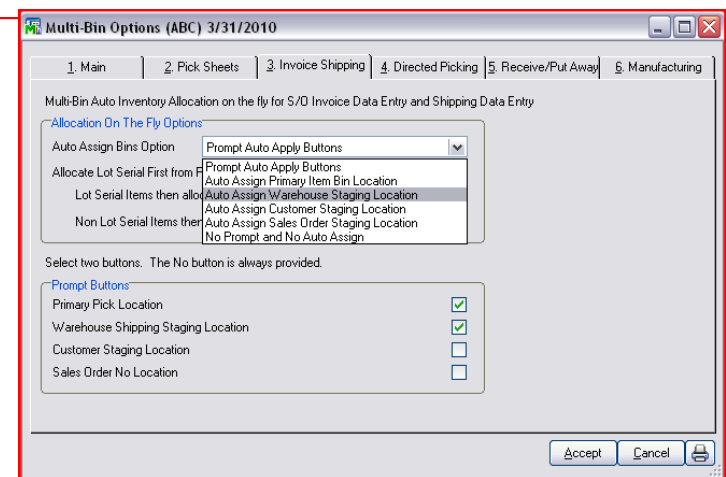 Multi-Bin Options (ABC) 3/31/2010
1. Main 2. Pick Sheets 3. Invoice Shipping 4. Directed Picking 5. Receive/Put Away 6. Manufacturing
Multi-Bin Auto Inventory Allocation on the fly for S/O Invoice Data Entry and Shipping Data Entry
Allocation On The Fly Options
Auto Assign Bins Option Prompt Auto Apply Buttons
Allocate Lot Serial First from F
Prompt Auto Apply Buttons
Auto Assign Primary Item Bin Location
Lot Serial Items then alloc
Auto Assign Warehouse Staging Location
Auto Assign Customer Staging Location
Non Lot Serial Items then
Auto Assign Sales Order Staging Location
No Prompt and No Auto Assign
Select two buttons. The No button is always provided.
Prompt Buttons
Primary Pick Location
Warehouse Shipping Staging Location
Customer Staging Location
Sales Order No Location
Accept Cancel